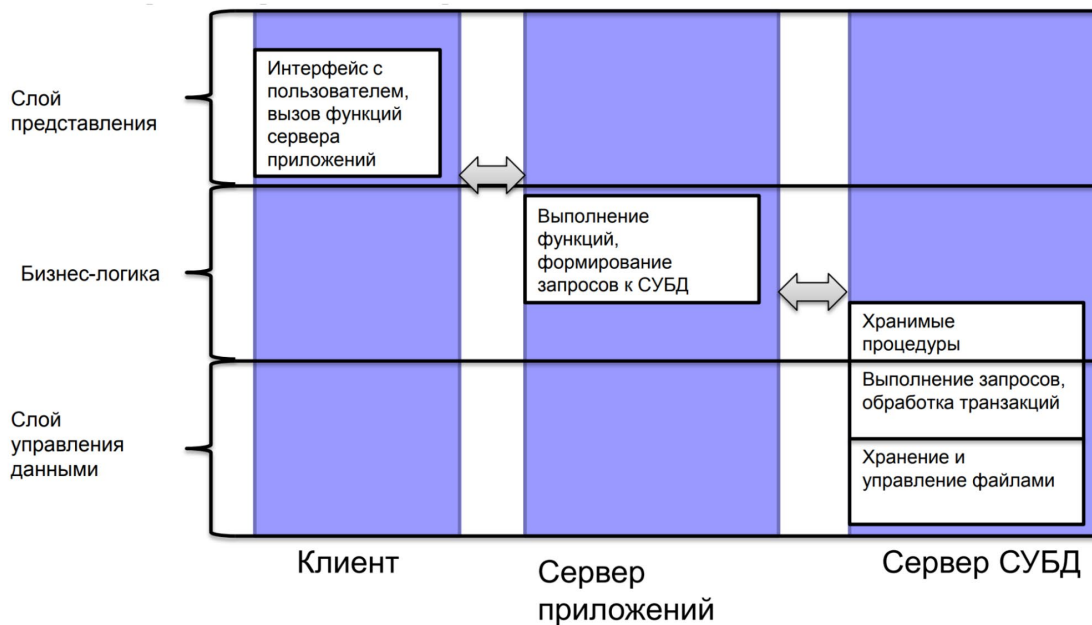 Слой
представления
Интерфейс с
пользователем,
вызов функций
сервера
приложений
Бизнес-логика
Выполнение
функций,
формирование
запросов к СУБД
Хранимые
процедуры
Слой
управления
данными
Выполнение запросов,
обработка транзакций
Хранение и
управление файлами
Клиент
Сервер
приложений
Сервер СУБД